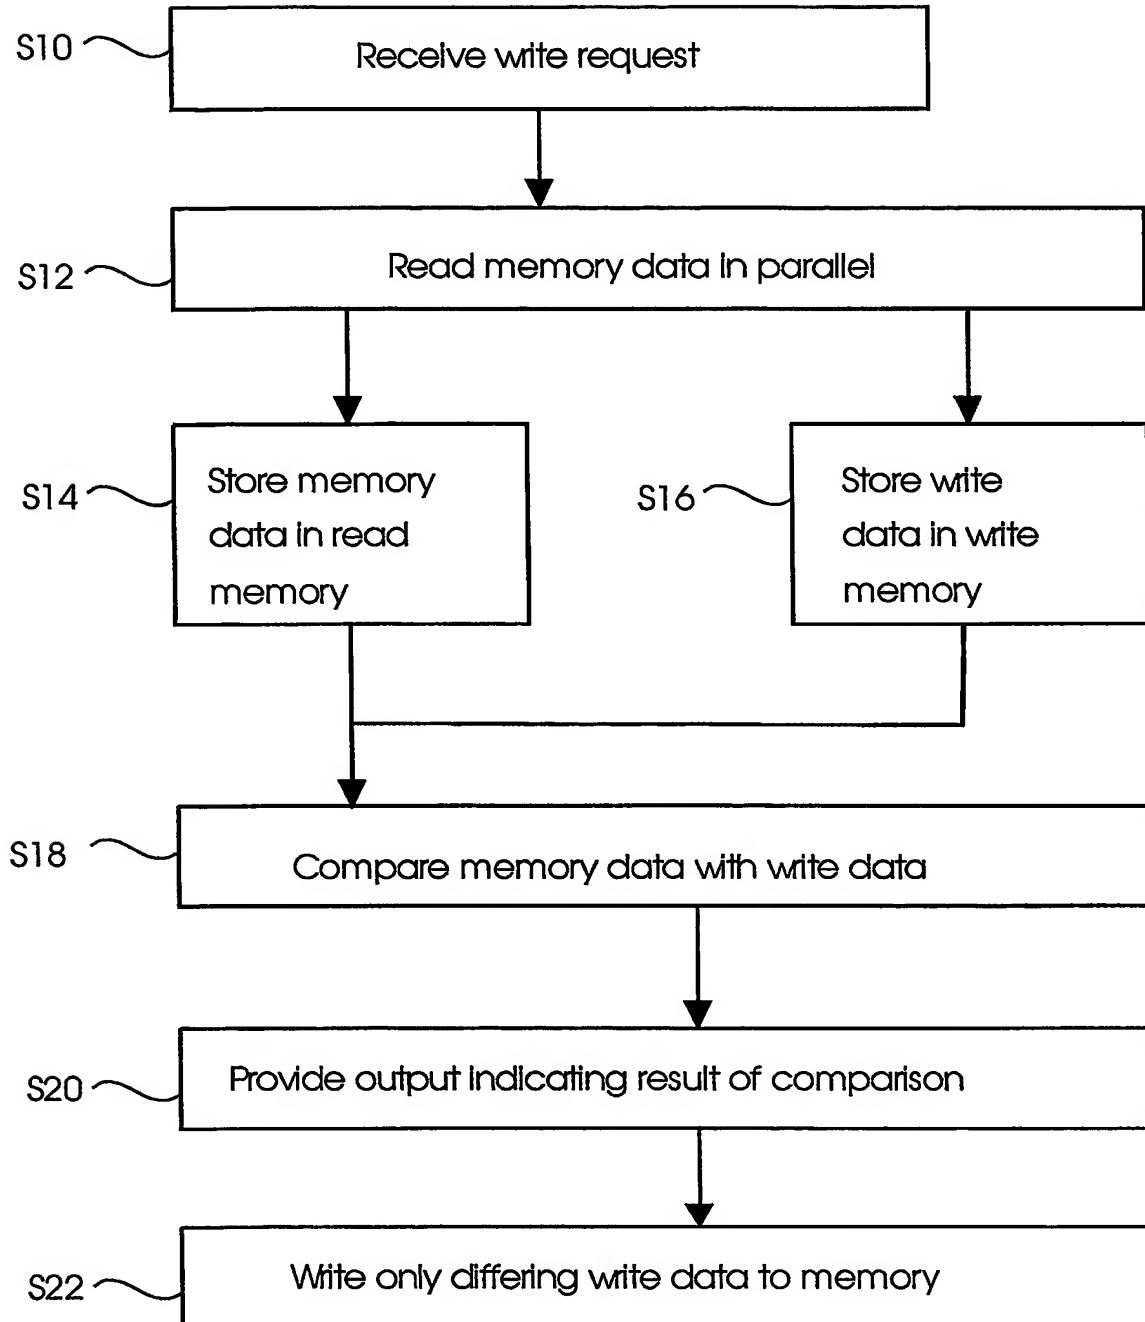 S10
Receive write request
S12
Read memory data in parallel
S14
Store memory
data in read
memory
S16
Store write
data in write
memory
S18
Compare memory data with write data
S20
Provide output indicating result of comparison
S22
Write only differing write data to memory